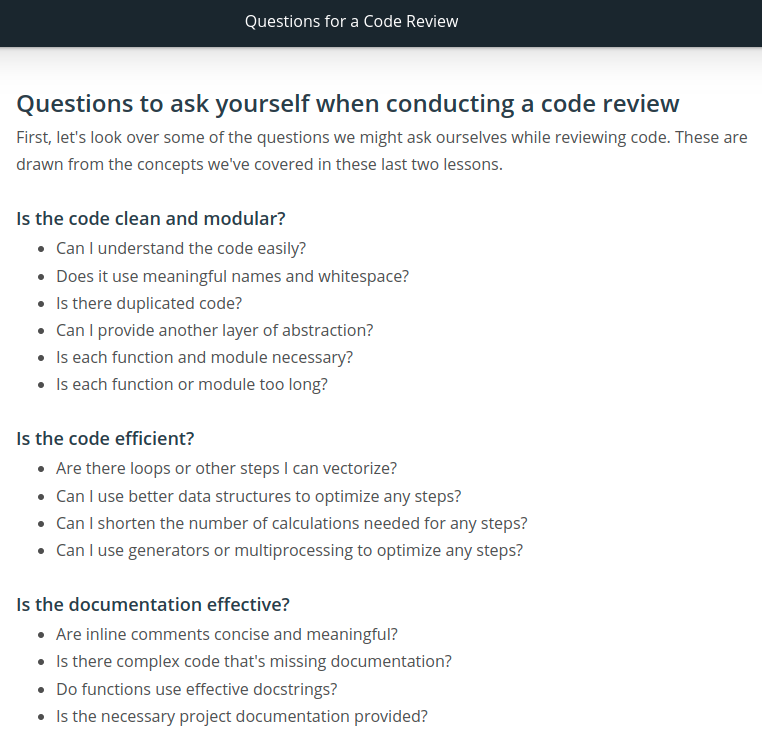 Questions for a Code Review
Questions to ask yourself when conducting a code review
First, let's look over some of the questions we might ask ourselves while reviewing code. These are
drawn from the concepts we've covered in these last two lessons.
Is the code clean and modular?
• Can I understand the code easily?
• Does it use meaningful names and whitespace?
• Is there duplicated code?
• Can I provide another layer of abstraction?
• Is each function and module necessary?
• Is each function or module too long?
Is the code efficient?
• Are there loops or other steps I can vectorize?
• Can I use better data structures to optimize any steps?
• Can I shorten the number of calculations needed for any steps?
• Can I use generators or multiprocessing to optimize any steps?
Is the documentation effective?
• Are inline comments concise and meaningful?
• Is there complex code that's missing documentation?
• Do functions use effective docstrings?
• Is the necessary project documentation provided?